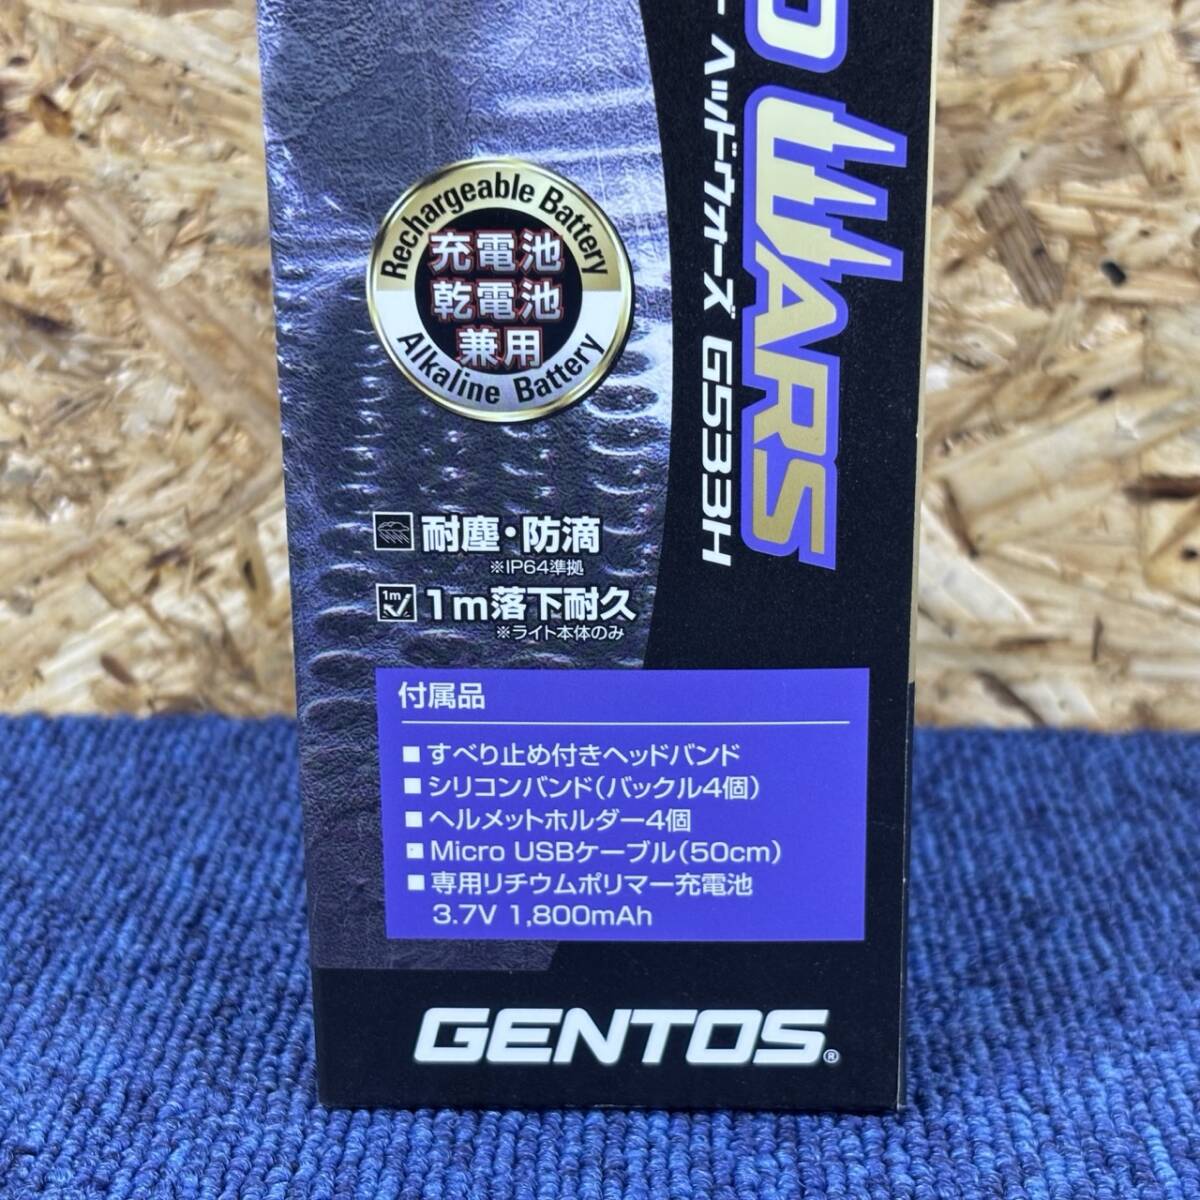 WARS
ヘッドウォーズ G533H
Rechargeable Battery
充電池
乾電池
兼用
Alkaline Battery
耐塵・防滴
※IP64準拠
1m
1m落下耐久
※ライト本体のみ
付属品
■すべり止め付きヘッドバンド
■シリコンバンド(バックル4個)
■ヘルメットホルダー4個
■Micro USBケーブル(50cm)
■専用リチウムポリマー充電池
3.7V 1,800mAh
GENTOS®